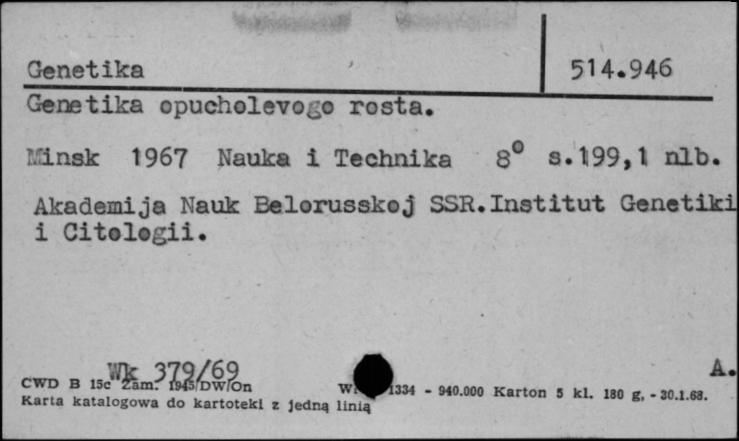 Genetika 514.946
Genetika opucholevogo rosta.
Minsk 1967 Nauka i Technika 8° s.199,1 nlb.
Akademija Nauk Belorusskoj SSR.Institut Genetiki
i Citologii.
Wk 379/69 A.
CWD B 15c Zam. 1945/DW/On 1334 - 940.000 Karton 5 kl. 180 g, - 30.1.68.
Karta katalogowa do kartoteki z jedną linią